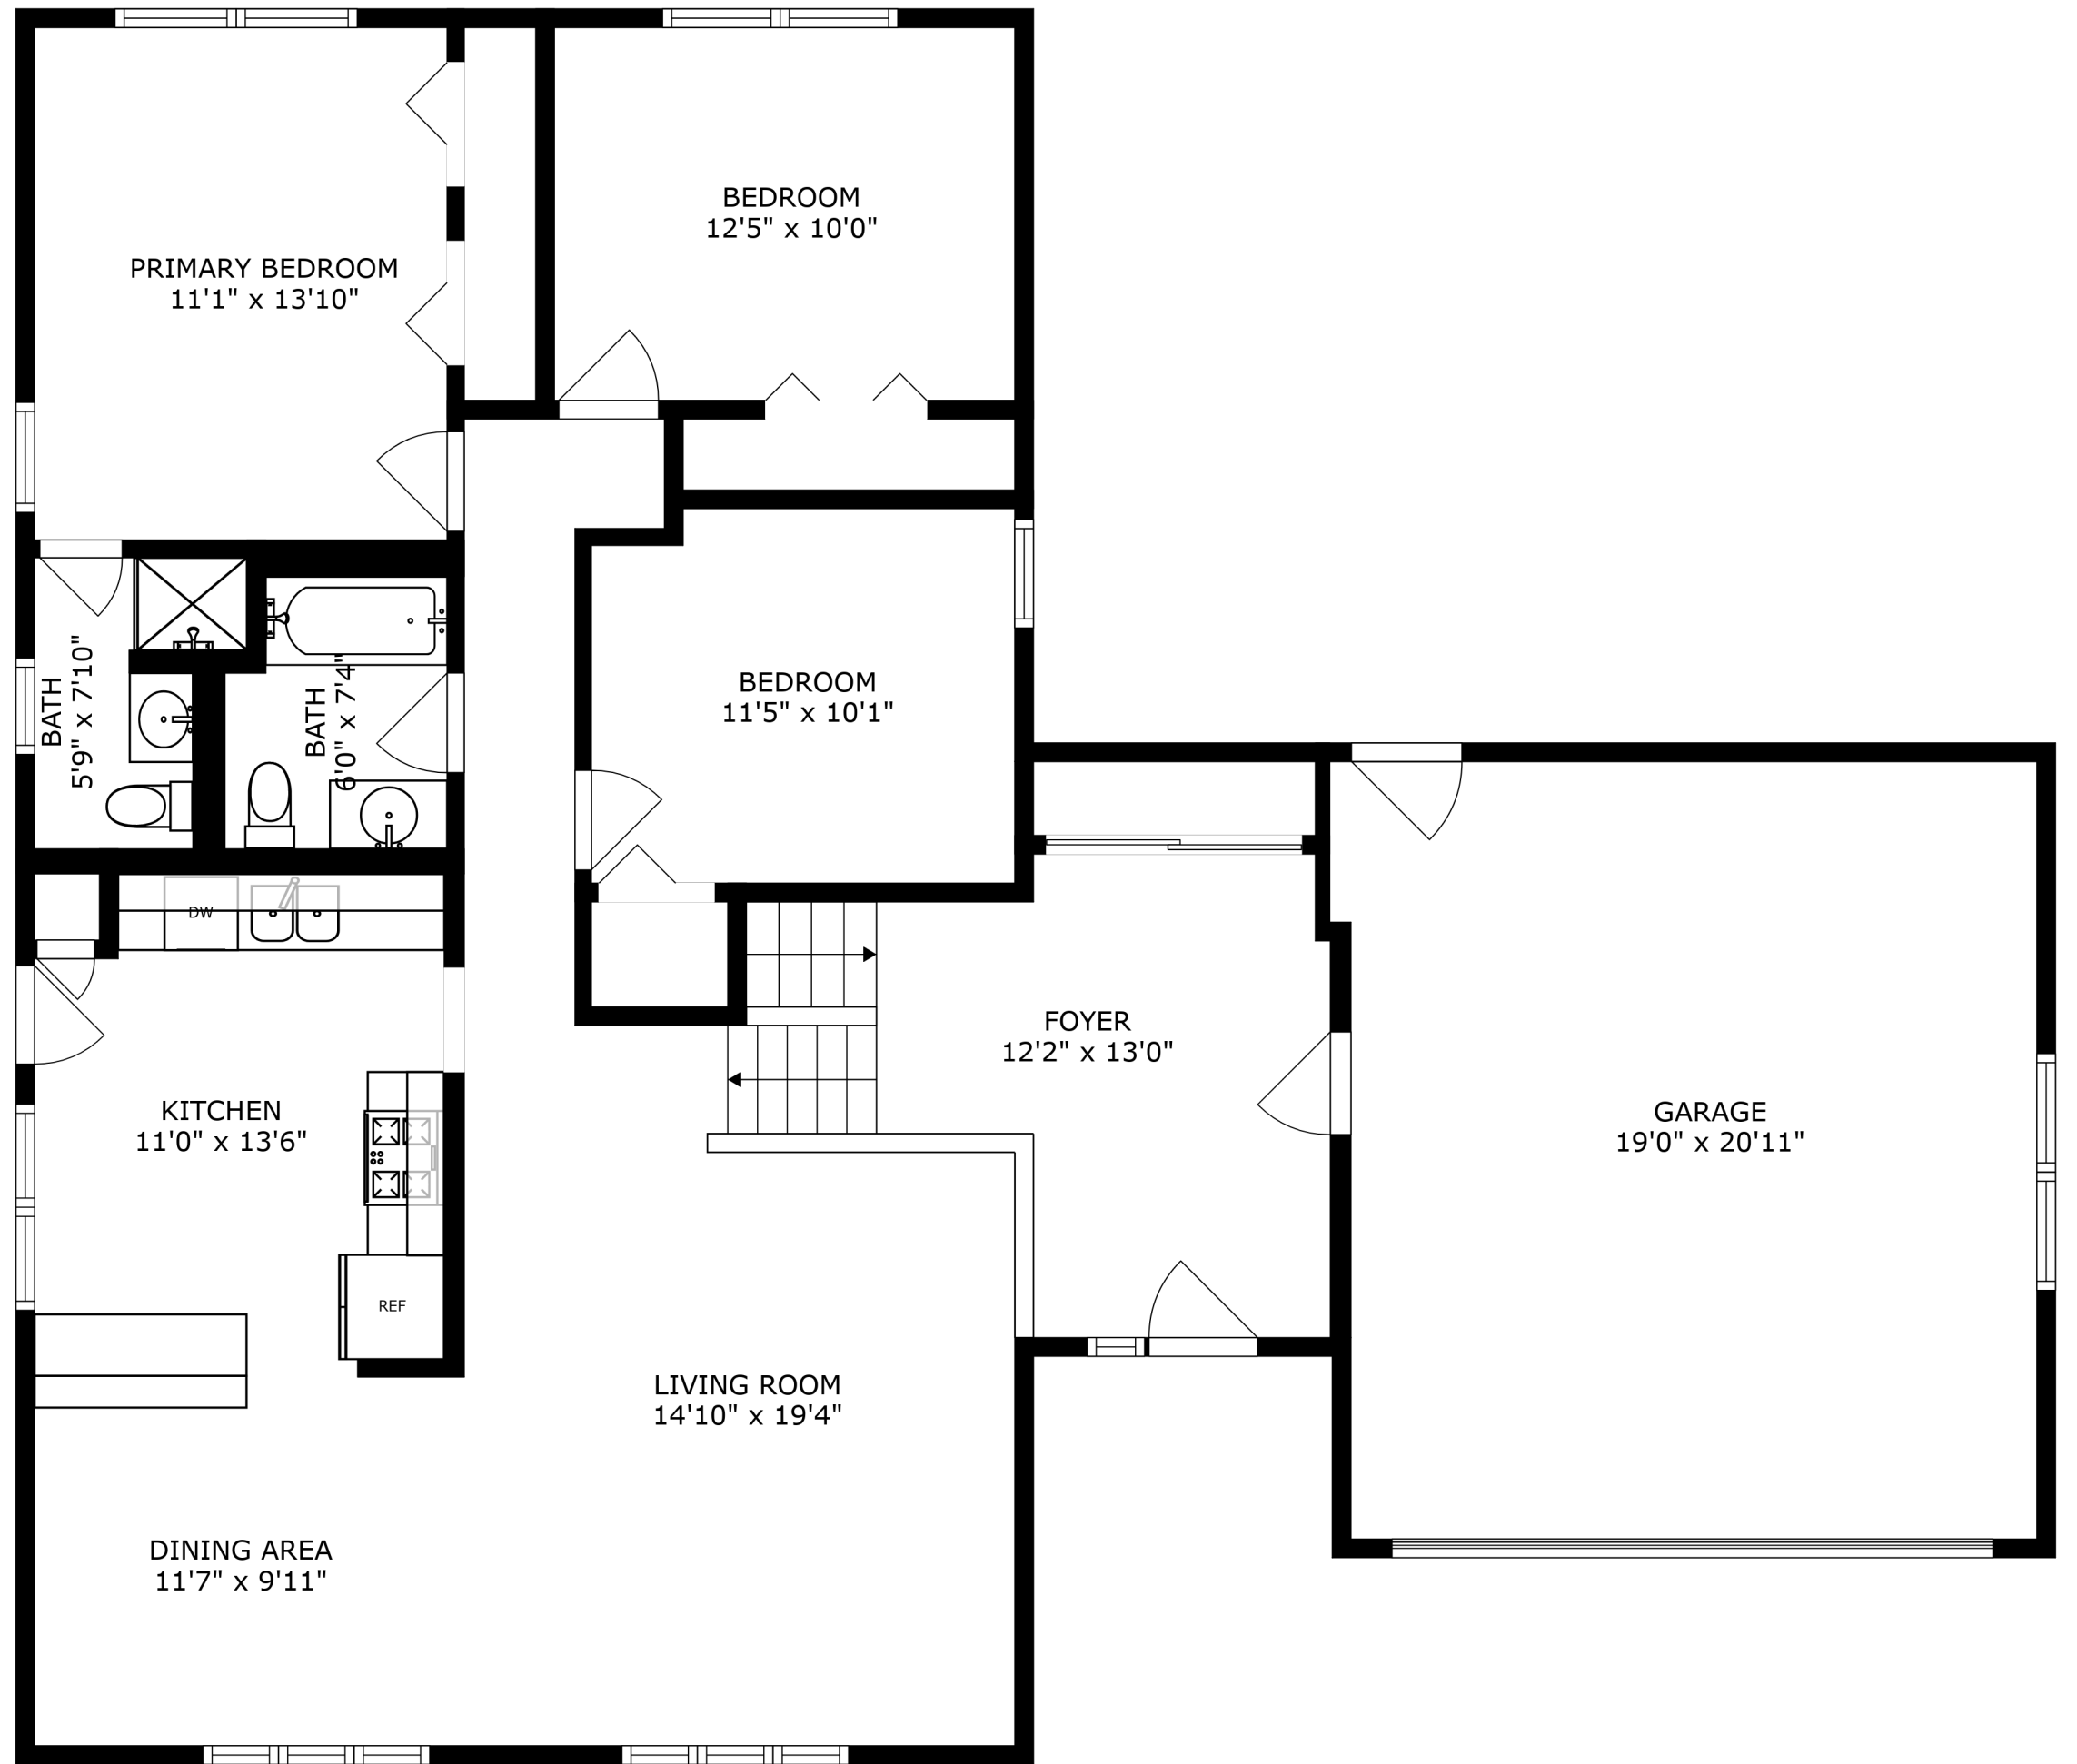 BEDROOM
12'5" x 10'0"
PRIMARY BEDROOM
11'1" x 13'10"
BATH
5'9" x 7'10"
BATH
6'0" x 7'4"
BEDROOM
11'5" x 10'1"
DW
FOYER
12'2" x 13'0"
KITCHEN
11'0" x 13'6"
GARAGE
19'0" x 20'11"
REF
LIVING ROOM
14'10" x 19'4"
DINING AREA
11'7" x 9'11"